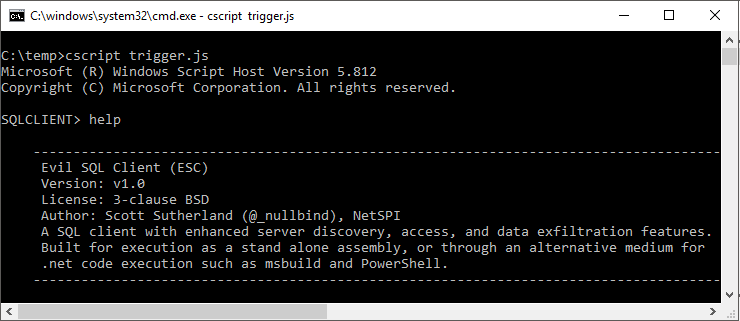 C:\windows\system32\cmd.exe - cscript trigger.js
C:\temp>cscript trigger.js
Microsoft (R) Windows Script Host Version 5.812
Copyright (C) Microsoft Corporation. All rights reserved.
SQLCLIENT> help
--------------------------------------------------------------------------------------
Evil SQL Client (ESC)
Version: v1.0
License: 3-clause BSD
Author: Scott Sutherland (@_nullbind), NetSPI
A SQL client with enhanced server discovery, access, and data exfiltration features.
Built for execution as a stand alone assembly, or through an alternative medium for
.net code execution such as msbuild and PowerShell.
--------------------------------------------------------------------------------------